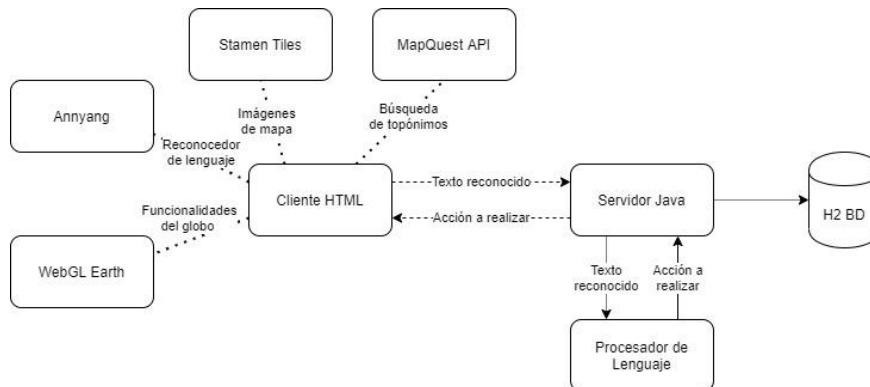 Stamen Tiles
MapQuest API
Annyang
Imágenes
de mapa
Búsqueda
de topónimos
Reconocedor
de lenguaje
Cliente HTML
Texto reconocido
Acción a realizar
Servidor Java
H2 BD
Funcionalidades
del globo
WebGL Earth
Texto
reconocido
Acción a
realizar
Procesador de
Lenguaje